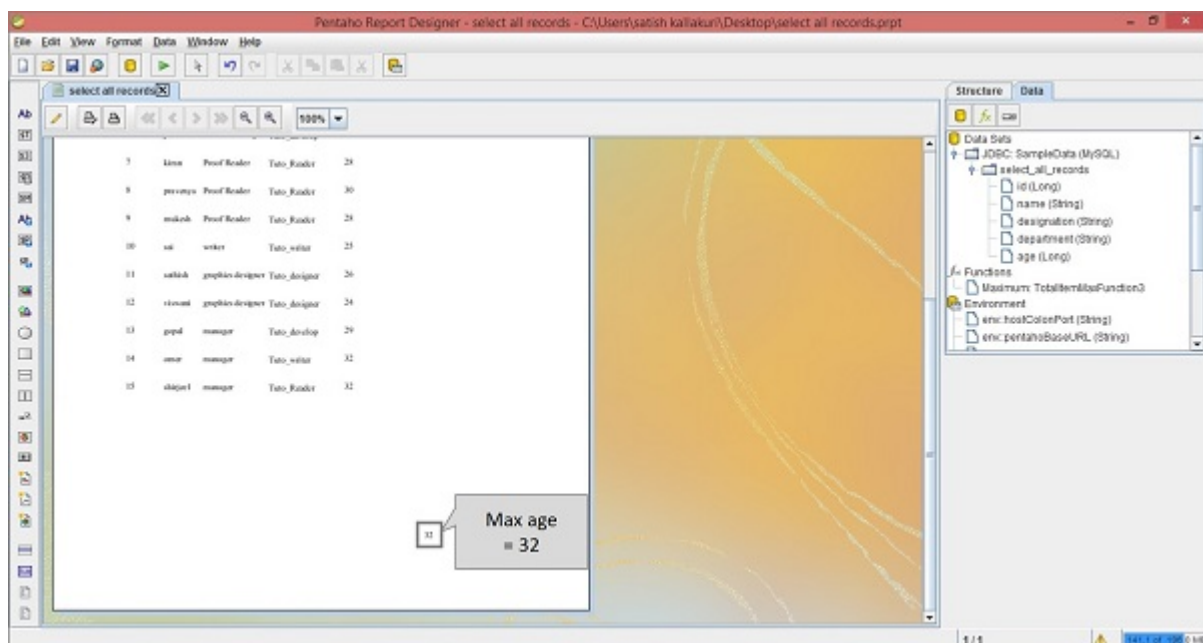 Pentaho Report Designer - select all records - C:\Users\satish kallakuri\Desktop\select all records.prpt
File Edit View Format Data Window Help
select all records
100%
7 kiran Proof Reader Tuto_Reader 28
8 pravenya Proof Reader Tuto_Reader 30
9 mukesh Proof Reader Tuto_Reader 28
10 sai writer Tuto_writer 25
11 sathish graphics designer Tuto_designer 26
12 graphics designer Tuto_designer 24
13 gopal manager Tuto_develop 29
14 omar manager Tuto_writer 32
15 manager Tuto_Reader 32
32
Max age
= 32
Structure Data
Data Sets
JDBC: SampleData (MySQL)
select_all_records
id (Long)
name (String)
designation (String)
department (String)
age (Long)
Functions
Maximum: TotalItemMaxFunction3
Environment
env:hostColonPort (String)
env:pentahoBaseURL (String)
1 / 1